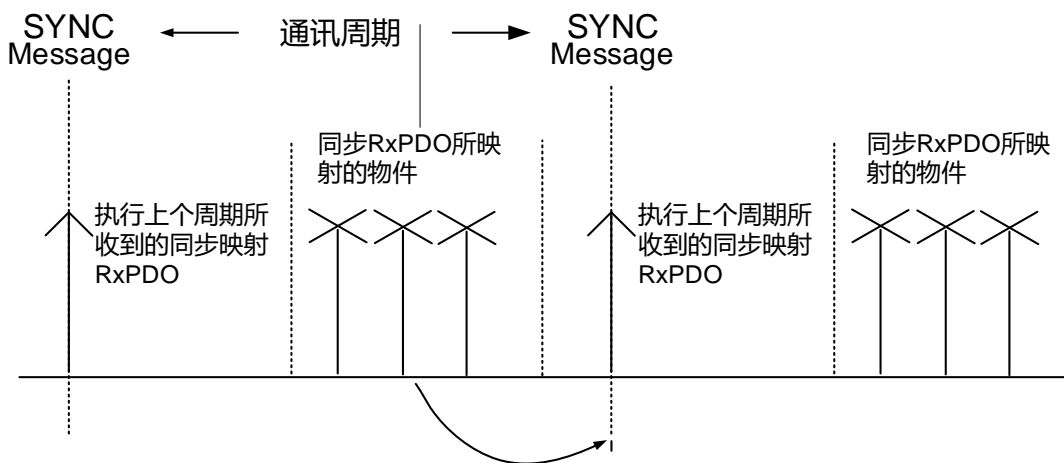 SYNC
Message
通讯周期
SYNC
Message
同步RxPDO所映
射的物件
同步RxPDO所映
射的物件
执行上个周期所
收到的同步映射
RxPDO
执行上个周期所
收到的同步映射
RxPDO